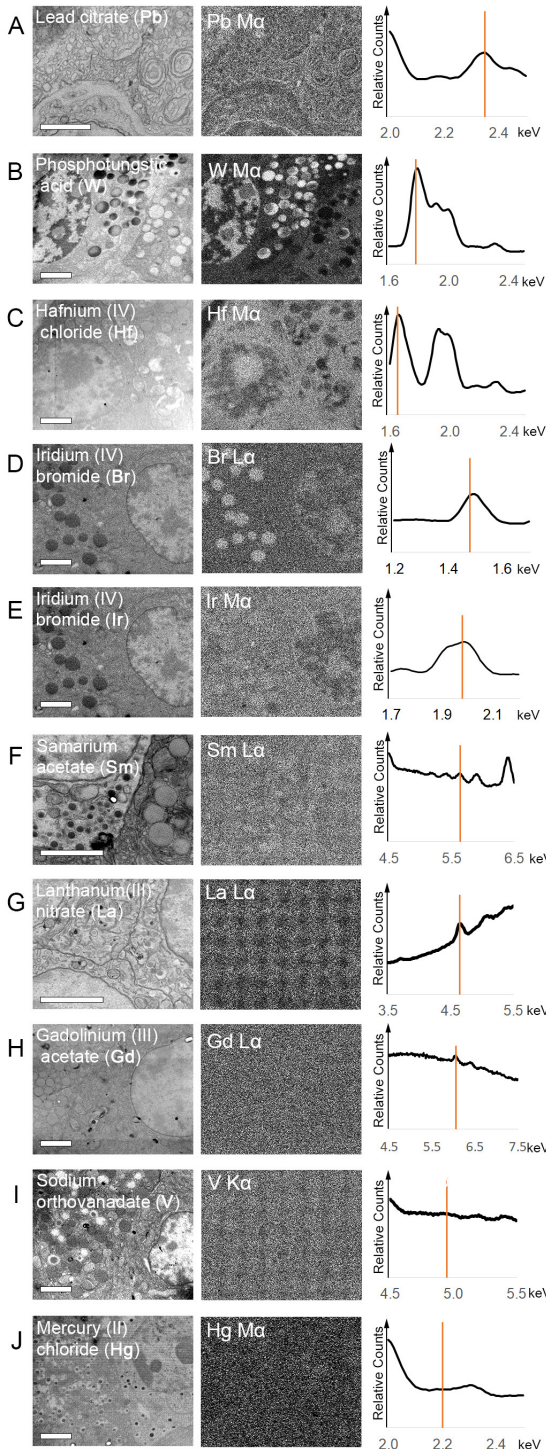 A
Lead citrate (Pb)
Pb Mα
Relative Counts
2.0 2.2 2.4 keV
B
Phosphotungstic
acid (W)
W Mα
Relative Counts
1.6 2.0 2.4 keV
C
Hafnium (IV)
chloride (Hf)
Hf Mα
Relative Counts
1.6 2.0 2.4 keV
D
Iridium (IV)
bromide (Br)
Br Lα
Relative Counts
1.2 1.4 1.6 keV
E
Iridium (IV)
bromide (Ir)
Ir Mα
Relative Counts
1.7 1.9 2.1 keV
F
Samarium
acetate (Sm)
Sm Lα
Relative Counts
4.5 5.5 6.5 keV
G
Lanthanum(III)
nitrate (La)
La Lα
Relative Counts
3.5 4.5 5.5 keV
H
Gadolinium (III)
acetate (Gd)
Gd Lα
Relative Counts
4.5 5.5 6.5 7.5 keV
I
Sodium
orthovanadate (V)
V Kα
Relative Counts
4.5 5.0 5.5 keV
J
Mercury (II)
chloride (Hg)
Hg Mα
Relative Counts
2.0 2.2 2.4 keV